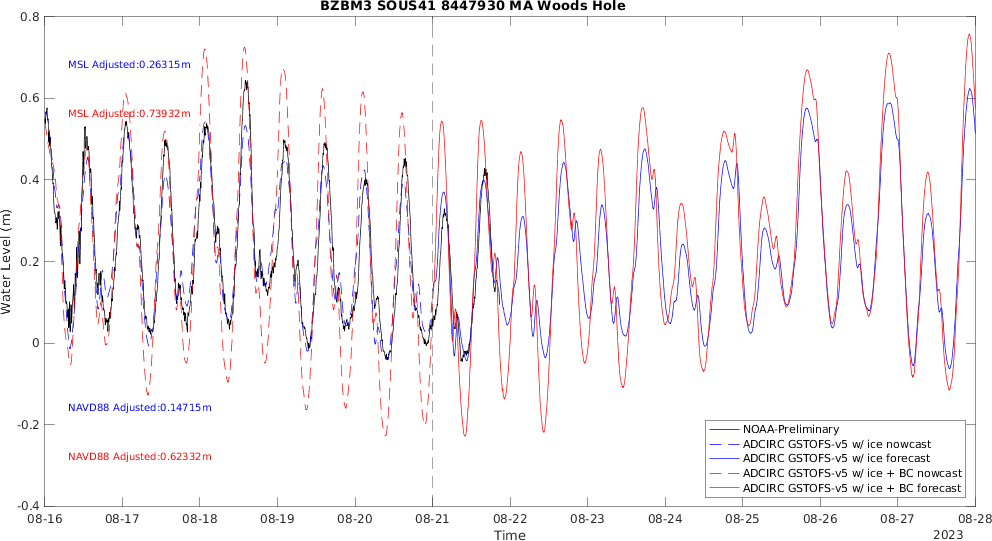 BZBM3 SOUS41 8447930 MA Woods Hole
0.8
0.6
0.4
0.2
0
-0.2
-0.4
Water Level (m)
MSL Adjusted:0.26315m
MSL Adjusted:0.73932m
NAVD88 Adjusted:0.14715m
NAVD88 Adjusted:0.62332m
NOAA-Preliminary
ADCIRC GSTOFS-v5 w/ ice nowcast
ADCIRC GSTOFS-v5 w/ ice forecast
ADCIRC GSTOFS-v5 w/ ice + BC nowcast
ADCIRC GSTOFS-v5 w/ ice + BC forecast
08-16 08-17 08-18 08-19 08-20 08-21 08-22 08-23 08-24 08-25 08-26 08-27 08-28
Time
2023